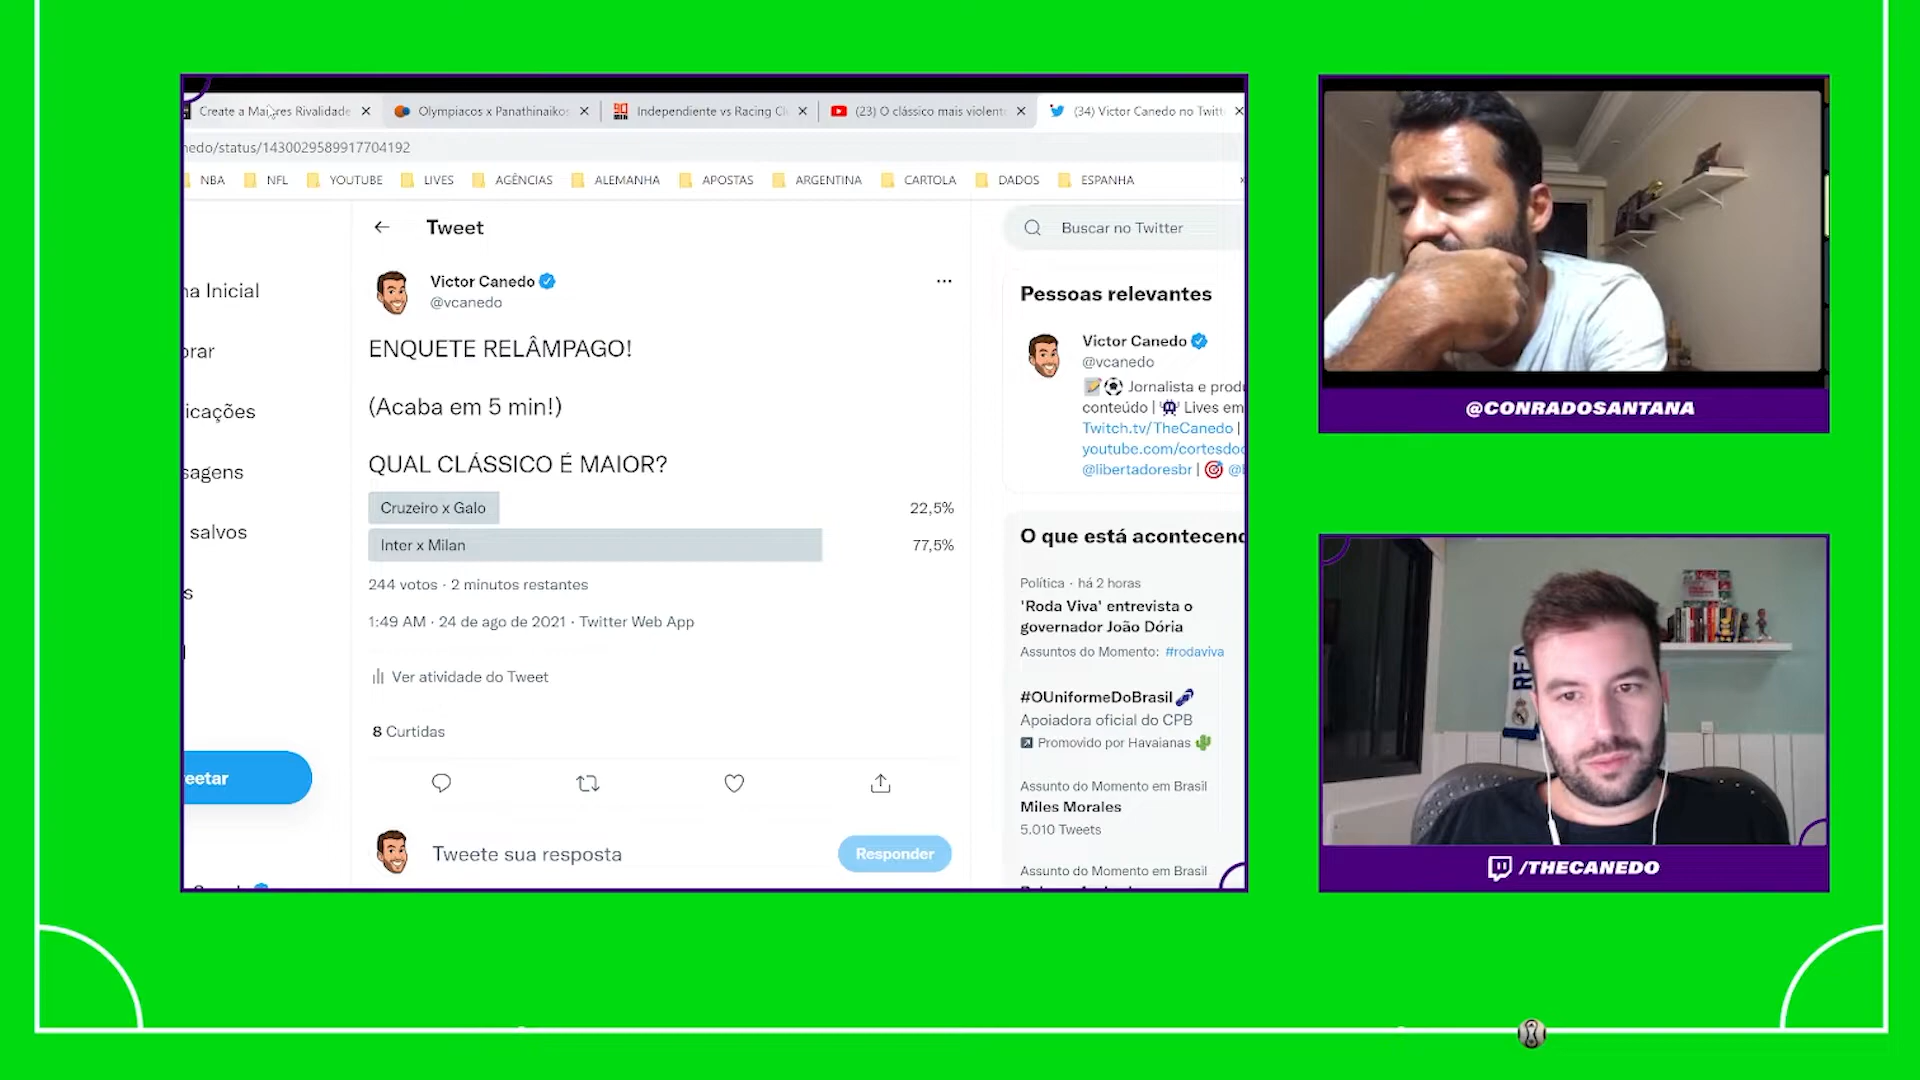 Create a Maiores Rivalidade
Olympiacos x Panathinaikos
Independiente vs Racing Cl
(23) O clássico mais violent
(34) Victor Canedo no Twitt
nedo/status/1430029589917704192
NBA
NFL
YOUTUBE
LIVES
AGÊNCIAS
ALEMANHA
APOSTAS
ARGENTINA
CARTOLA
DADOS
ESPANHA
na Inicial
orar
icações
sagens
salvos
s
eetar
Tweet
Victor Canedo
@vcanedo
ENQUETE RELÂMPAGO!
(Acaba em 5 min!)
QUAL CLÁSSICO É MAIOR?
Cruzeiro x Galo 22,5%
Inter x Milan 77,5%
244 votos · 2 minutos restantes
1:49 AM · 24 de ago de 2021 · Twitter Web App
Ver atividade do Tweet
8 Curtidas
Tweete sua resposta
Responder
Buscar no Twitter
Pessoas relevantes
Victor Canedo
@vcanedo
Jornalista e produ
conteúdo | Lives em
Twitch.tv/TheCanedo |
youtube.com/cortesdoc
@libertadoresbr | @l
O que está acontecend
Política · há 2 horas
'Roda Viva' entrevista o
governador João Dória
Assuntos do Momento: #rodaviva
#OUniformeDoBrasil
Apoiadora oficial do CPB
Promovido por Havaianas
Assunto do Momento em Brasil
Miles Morales
5.010 Tweets
Assunto do Momento em Brasil
@CONRADOSANTANA
/THECANEDO